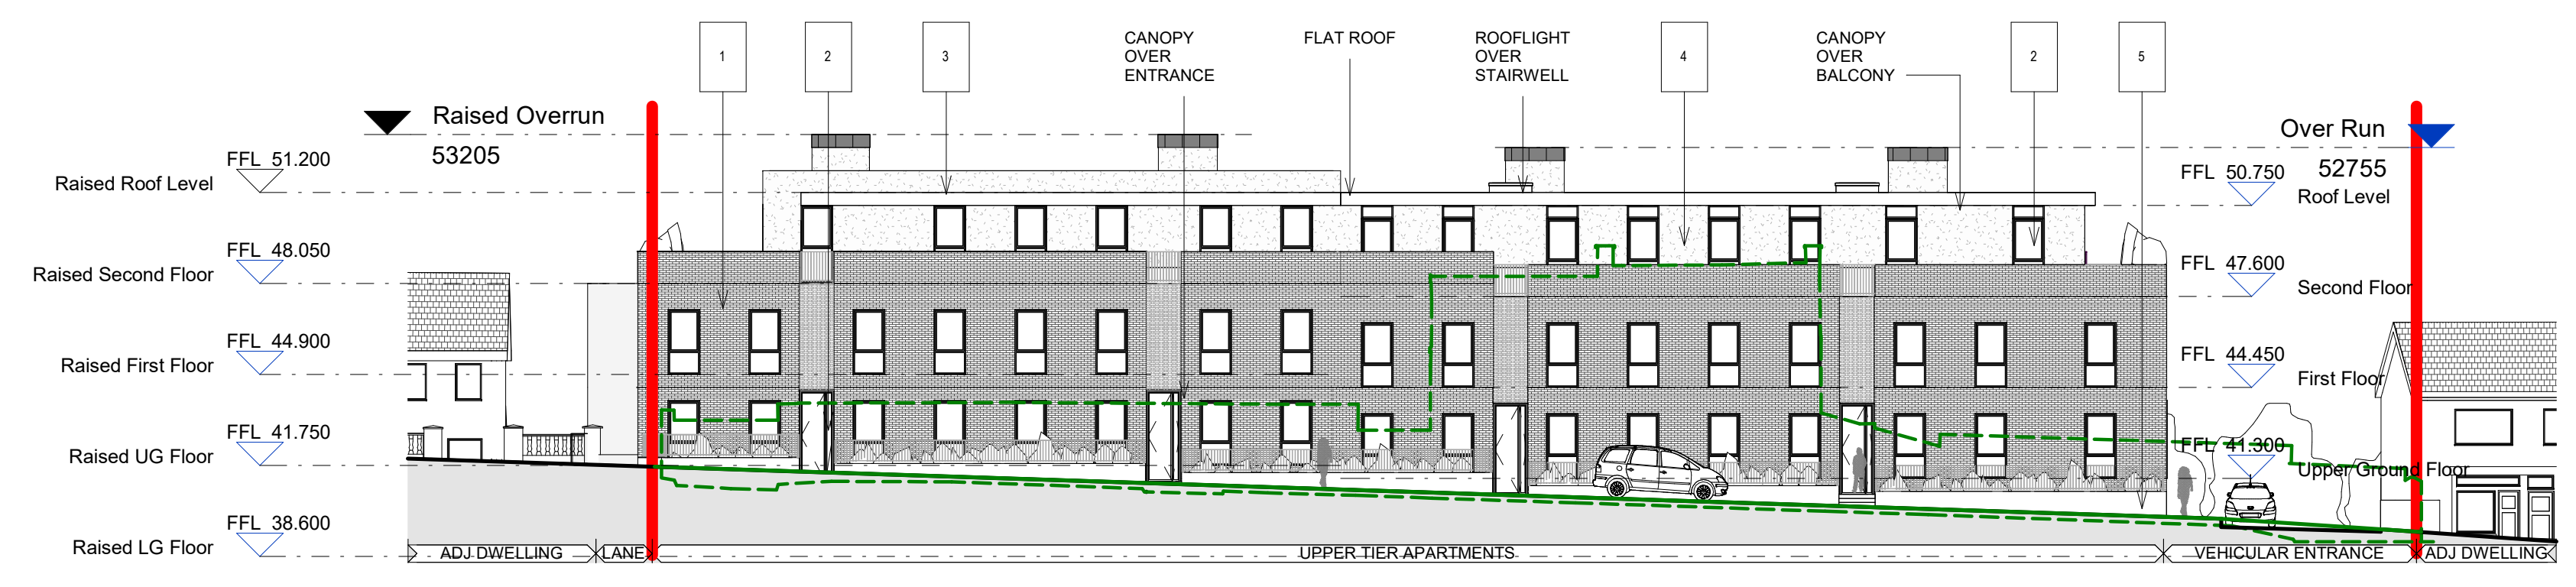 1
2
3
CANOPY
OVER
ENTRANCE
FLAT ROOF
ROOFLIGHT
OVER
STAIRWELL
4
CANOPY
OVER
BALCONY
2
5
Raised Overrun
53205
Over Run
52755
FFL 51.200
Raised Roof Level
FFL 50.750
Roof Level
FFL 48.050
Raised Second Floor
FFL 47.600
Second Floor
FFL 44.900
Raised First Floor
FFL 44.450
First Floor
FFL 41.750
Raised UG Floor
FFL 41.300
Upper Ground Floor
FFL 38.600
Raised LG Floor
ADJ DWELLING
LANE
UPPER TIER APARTMENTS
VEHICULAR ENTRANCE
ADJ DWELLING